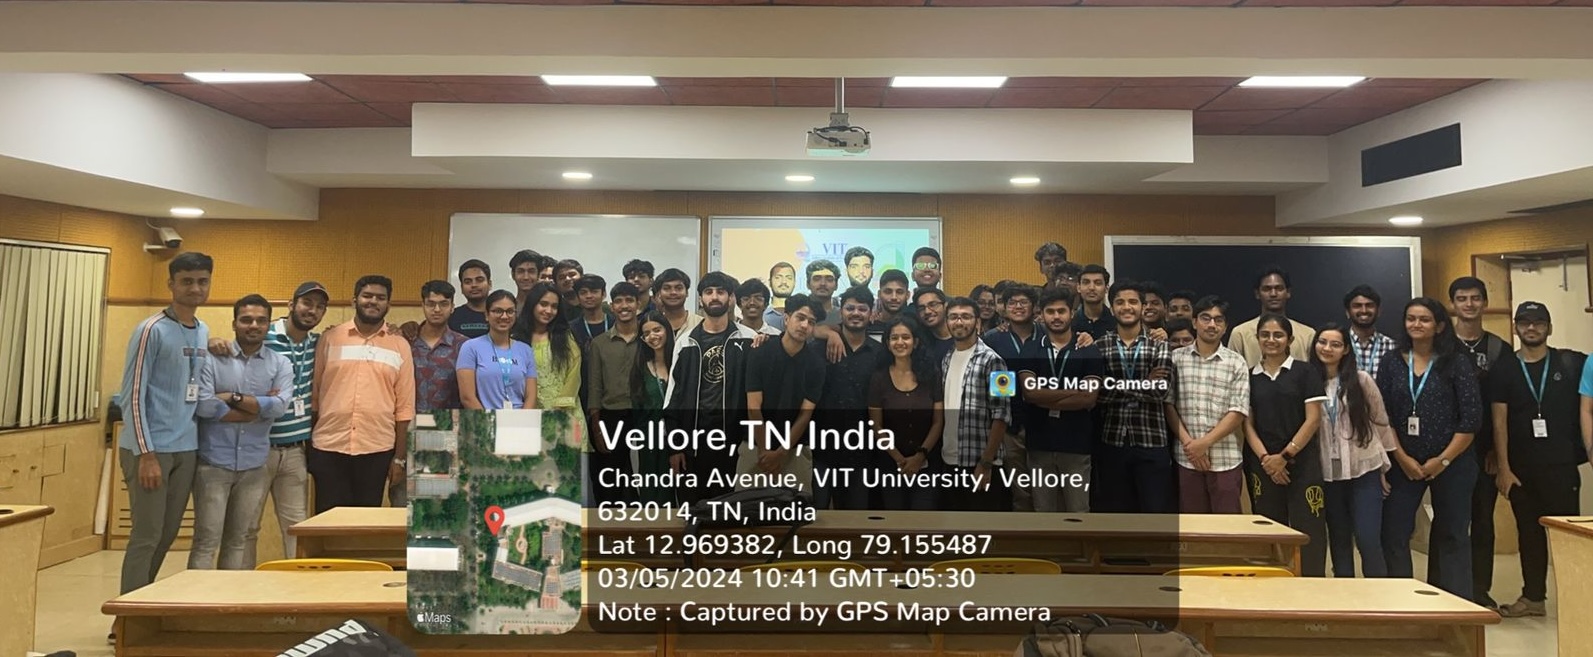 VIT
GPS Map Camera
Vellore,TN,India
Chandra Avenue, VIT University, Vellore,
632014, TN, India
Lat 12.969382, Long 79.155487
03/05/2024 10:41 GMT+05:30
Note : Captured by GPS Map Camera
Maps
PUMA